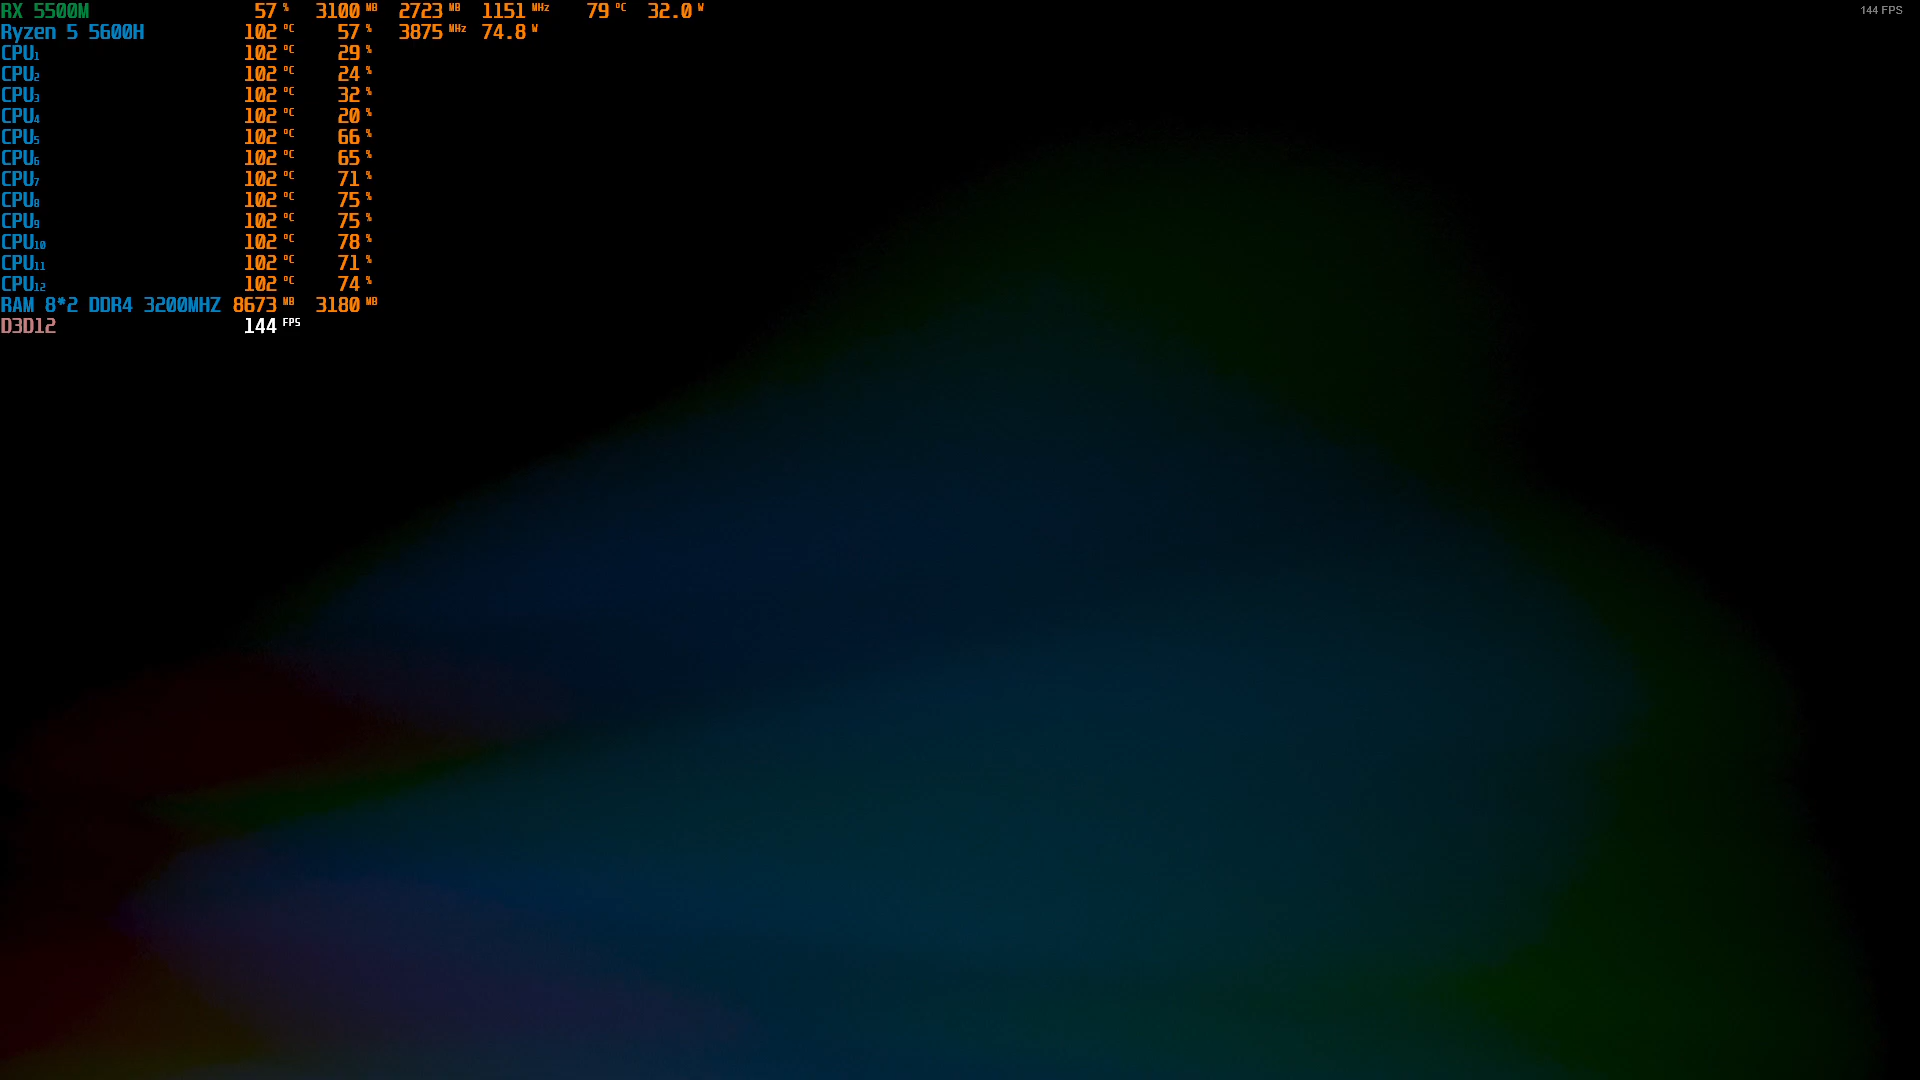 RX 5500M 57 % 3100 MB 2723 MB 1151 MHz 79 °C 32.0 W
144 FPS
Ryzen 5 5600H 102 °C 57 % 3875 MHz 74.8 W
CPU1 102 °C 29 %
CPU2 102 °C 24 %
CPU3 102 °C 32 %
CPU4 102 °C 20 %
CPU5 102 °C 66 %
CPU6 102 °C 65 %
CPU7 102 °C 71 %
CPU8 102 °C 75 %
CPU9 102 °C 75 %
CPU10 102 °C 78 %
CPU11 102 °C 71 %
CPU12 102 °C 74 %
RAM 8*2 DDR4 3200MHZ 8673 MB 3180 MB
D3D12 144 FPS